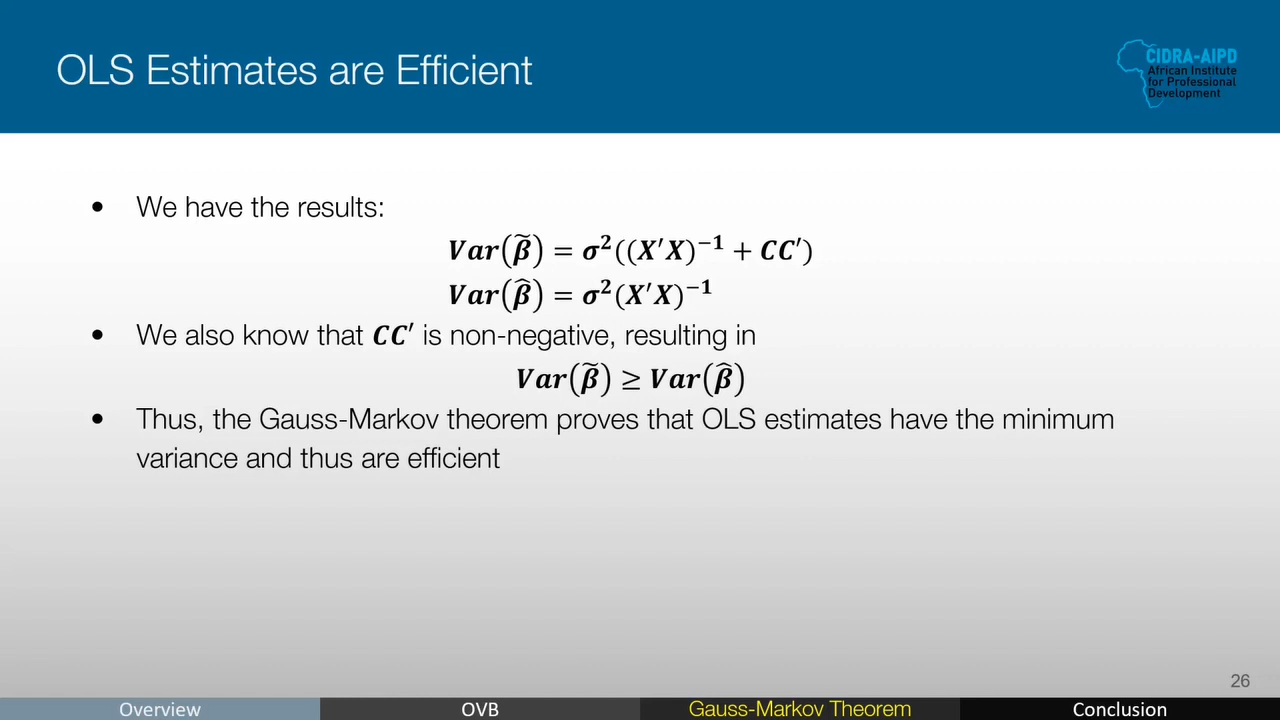 OLS Estimates are Efficient
CIDRA-AIPD
African Institute
for Professional
Development
• We have the results:
Var(β̃) = σ²((X′X)⁻¹ + CC′)
Var(β̂) = σ²(X′X)⁻¹
• We also know that CC′ is non-negative, resulting in
Var(β̃) ≥ Var(β̂)
• Thus, the Gauss-Markov theorem proves that OLS estimates have the minimum
variance and thus are efficient
26
Overview OVB Gauss-Markov Theorem Conclusion